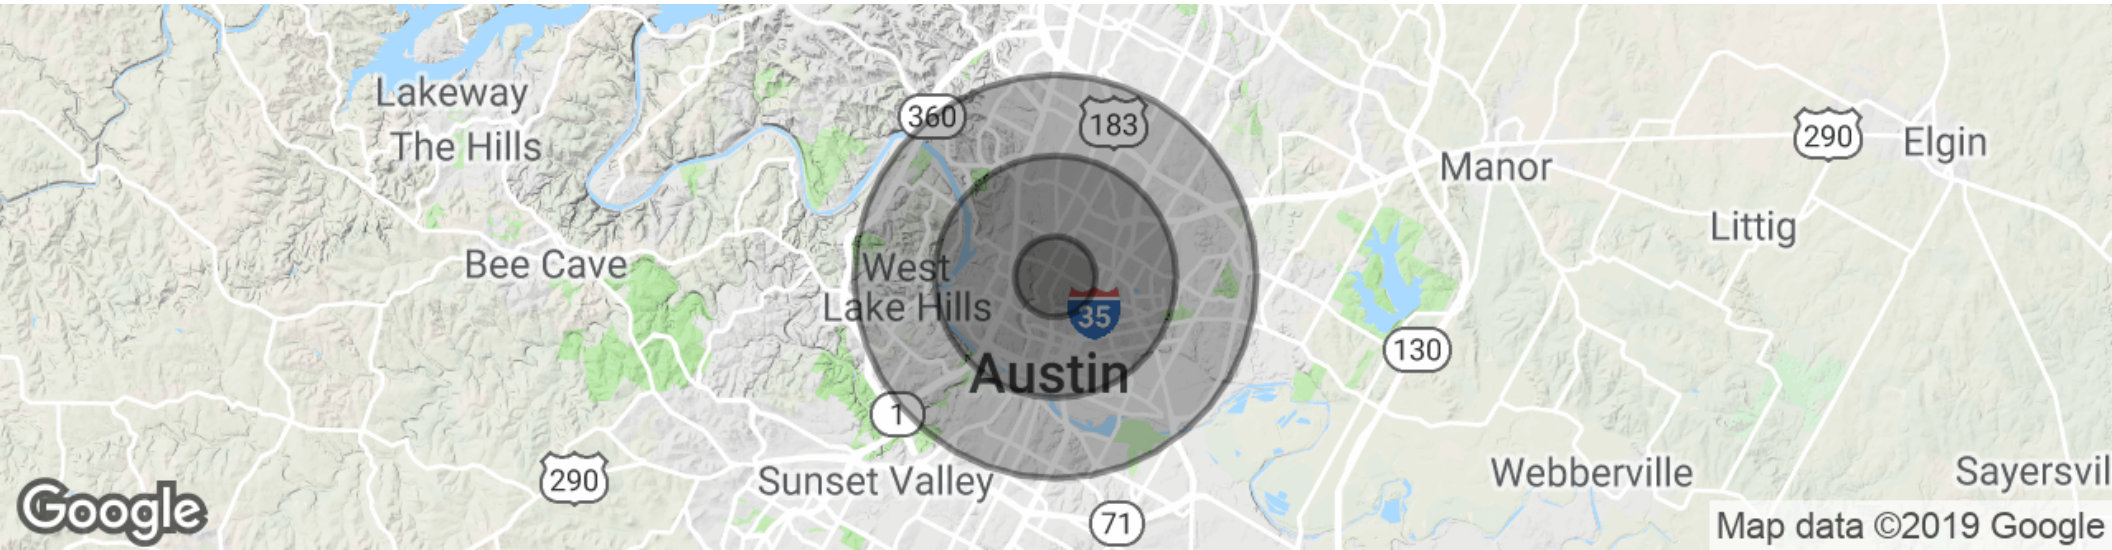 Lakeway
The Hills
360
183
290
Elgin
Manor
Littig
Bee Cave
West
Lake Hills
35
130
Austin
1
290
Sunset Valley
Webberville
Sayersvil
71
Google
Map data ©2019 Google